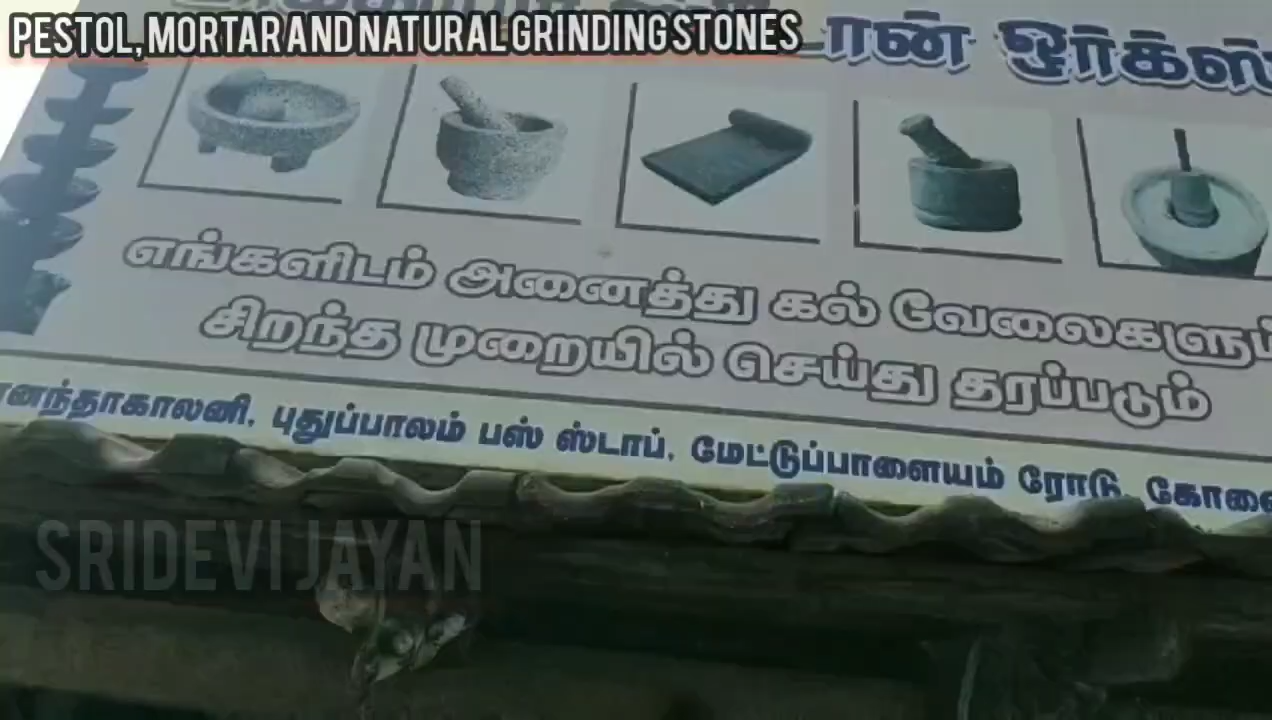 PESTOL, MORTAR AND NATURAL GRINDING STONES
ஒர்க்ஸ்
எங்களிடம் அனைத்து கல் வேலைகளும்
சிறந்த முறையில் செய்து தரப்படும்
புதுப்பாலம் பஸ் ஸ்டாப், மேட்டுப்பாளையம் ரோடு,
SRIDEVI JAYAN